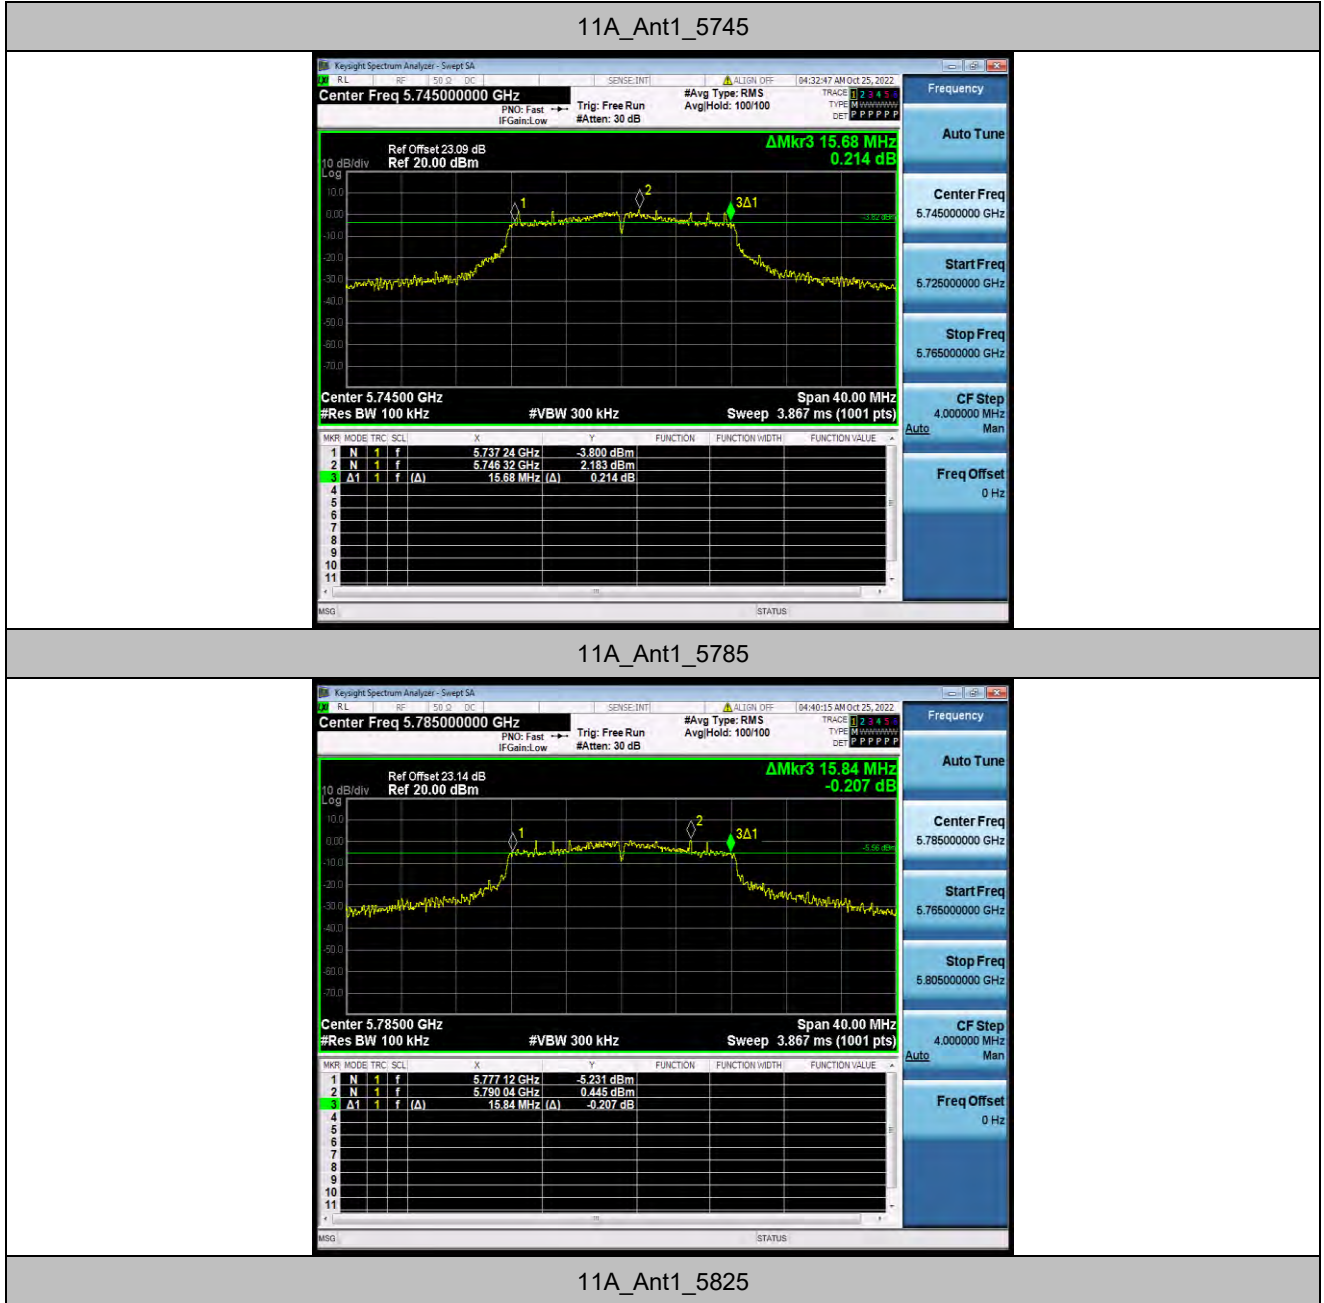 11A_Ant1_5745
Keysight Spectrum Analyzer - Swept SA
RL RF 50 Ω DC SENSE:INT ALIGN OFF 04:32:47 AM Oct 25, 2022
Center Freq 5.745000000 GHz #Avg Type: RMS TRACE 1 2 3 4 5 6
PNO: Fast Trig: Free Run Avg|Hold: 100/100 TYPE M
IFGain:Low #Atten: 30 dB DET P P P P P P
Frequency
Auto Tune
ΔMkr3 15.68 MHz
Ref Offset 23.09 dB
10 dB/div Ref 20.00 dBm 0.214 dB
Log
10.0
0.00
-10.0
-20.0
-30.0
-40.0
-50.0
-60.0
-70.0
1
2
3Δ1
-3.82 dBm
Center 5.74500 GHz Span 40.00 MHz
#Res BW 100 kHz #VBW 300 kHz Sweep 3.867 ms (1001 pts)
MKR MODE TRC SCL X Y FUNCTION FUNCTION WIDTH FUNCTION VALUE
1 N 1 f 5.737 24 GHz -3.800 dBm
2 N 1 f 5.746 32 GHz 2.183 dBm
3 Δ1 1 f (Δ) 15.68 MHz (Δ) 0.214 dB
4
5
6
7
8
9
10
11
MSG STATUS
Center Freq
5.745000000 GHz
Start Freq
5.725000000 GHz
Stop Freq
5.765000000 GHz
CF Step
4.000000 MHz
Auto Man
Freq Offset
0 Hz
11A_Ant1_5785
Keysight Spectrum Analyzer - Swept SA
RL RF 50 Ω DC SENSE:INT ALIGN OFF 04:40:15 AM Oct 25, 2022
Center Freq 5.785000000 GHz #Avg Type: RMS TRACE 1 2 3 4 5 6
PNO: Fast Trig: Free Run Avg|Hold: 100/100 TYPE M
IFGain:Low #Atten: 30 dB DET P P P P P P
Frequency
Auto Tune
ΔMkr3 15.84 MHz
Ref Offset 23.14 dB
10 dB/div Ref 20.00 dBm -0.207 dB
Log
10.0
0.00
-10.0
-20.0
-30.0
-40.0
-50.0
-60.0
-70.0
1
2
3Δ1
-5.56 dBm
Center 5.78500 GHz Span 40.00 MHz
#Res BW 100 kHz #VBW 300 kHz Sweep 3.867 ms (1001 pts)
MKR MODE TRC SCL X Y FUNCTION FUNCTION WIDTH FUNCTION VALUE
1 N 1 f 5.777 12 GHz -5.231 dBm
2 N 1 f 5.790 04 GHz 0.445 dBm
3 Δ1 1 f (Δ) 15.84 MHz (Δ) -0.207 dB
4
5
6
7
8
9
10
11
MSG STATUS
Center Freq
5.785000000 GHz
Start Freq
5.765000000 GHz
Stop Freq
5.805000000 GHz
CF Step
4.000000 MHz
Auto Man
Freq Offset
0 Hz
11A_Ant1_5825